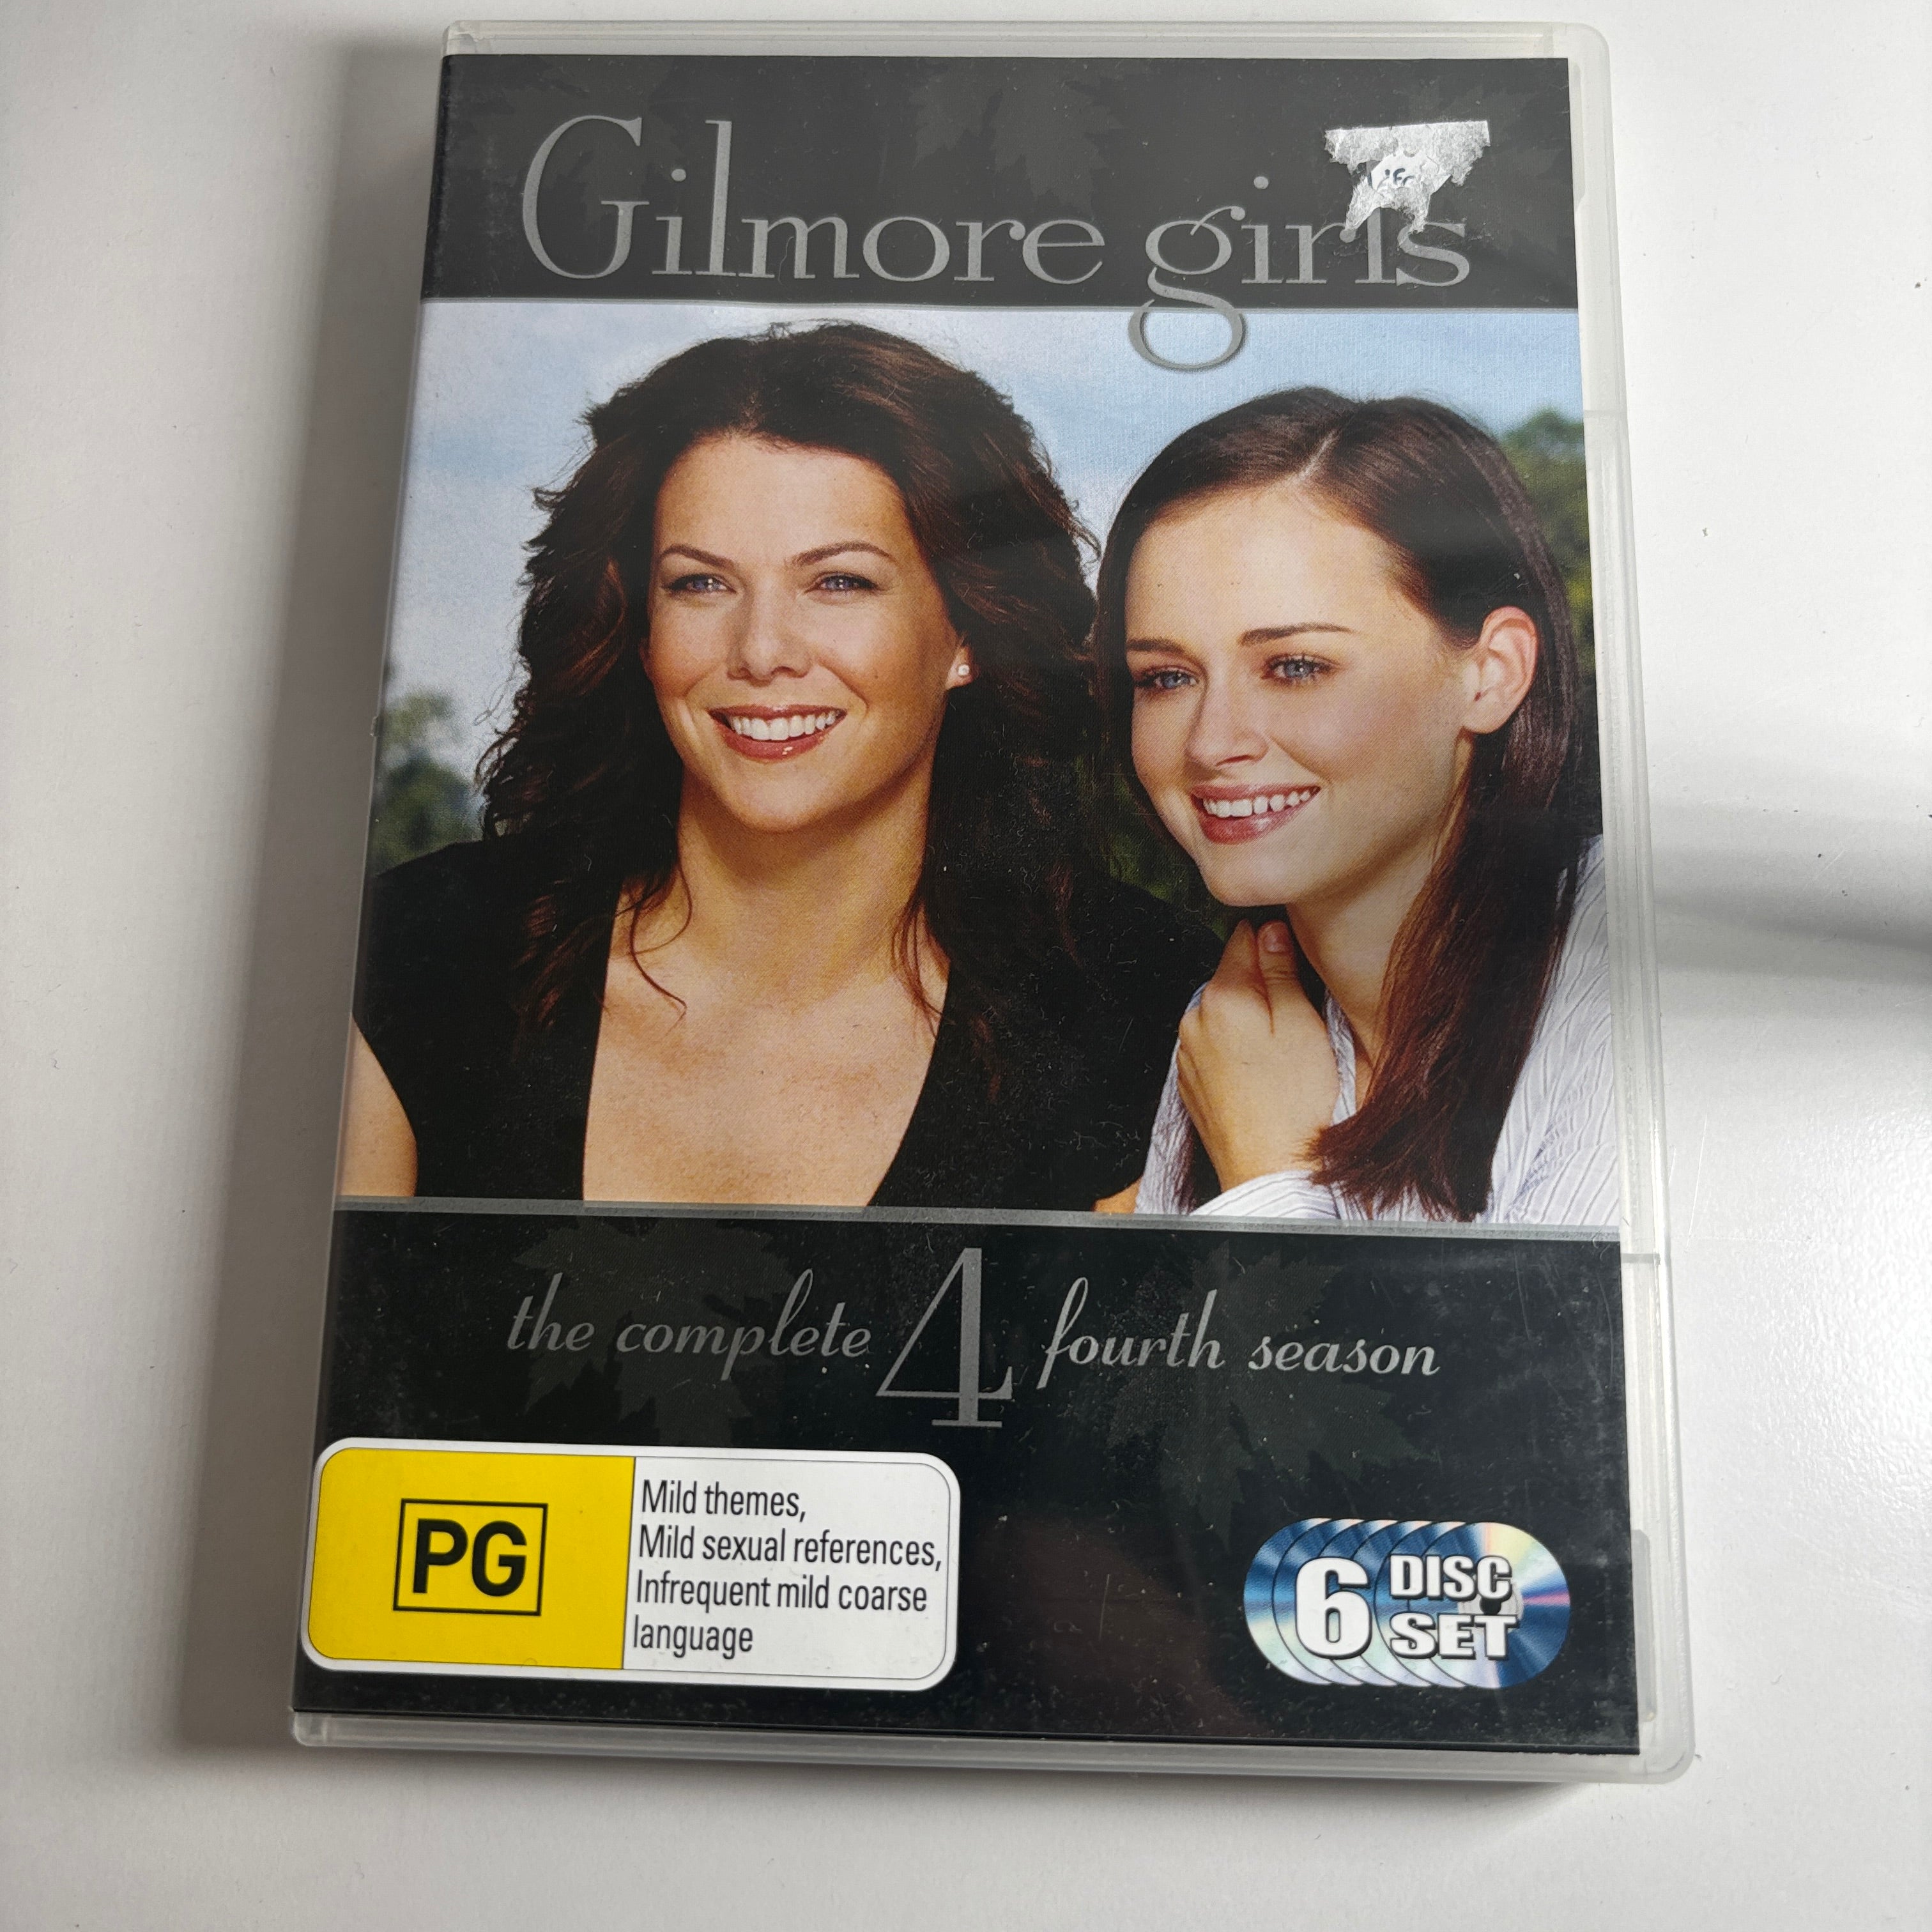 Gilmore girls
the complete 4 fourth season
PG
Mild themes,
Mild sexual references,
Infrequent mild coarse
language
6 DISC
SET